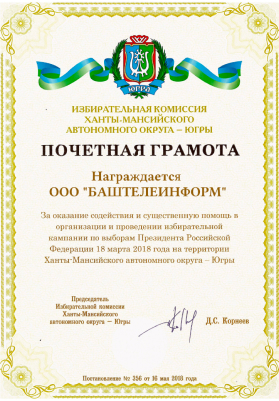 ЮГРА
ИЗБИРАТЕЛЬНАЯ КОМИССИЯ
ХАНТЫ-МАНСИЙСКОГО
АВТОНОМНОГО ОКРУГА – ЮГРЫ
ПОЧЕТНАЯ ГРАМОТА
Награждается
ООО "БАШТЕЛЕИНФОРМ"
За оказание содействия и существенную помощь в
организации и проведении избирательной
кампании по выборам Президента Российской
Федерации 18 марта 2018 года на территории
Ханты-Мансийского автономного округа – Югры
Председатель
Избирательной комиссии
Ханты-Мансийского
автономного округа — Югры
Д.С. Корнеев
Постановление № 356 от 16 мая 2018 года